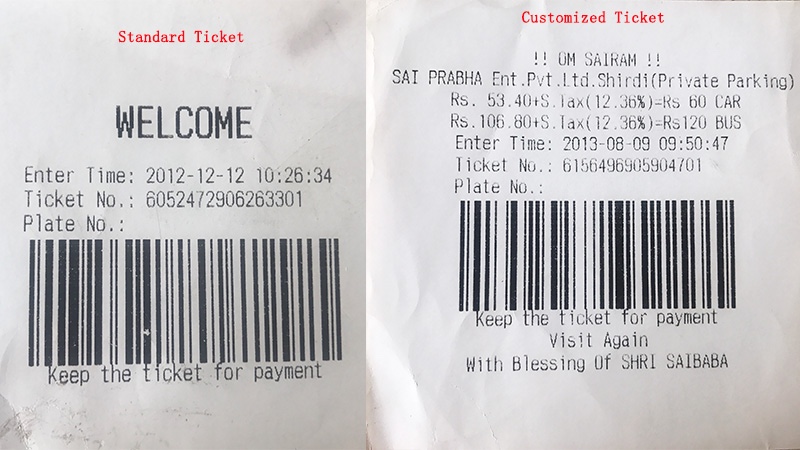 Standard Ticket
WELCOME
Enter Time: 2012-12-12 10:26:34
Ticket No.: 6052472906263301
Plate No.:
Keep the ticket for payment
Customized Ticket
!! OM SAIRAM !!
SAI PRABHA Ent.Pvt.Ltd.Shirdi(Private Parking)
Rs. 53.40+S.Tax(12.36%)=Rs 60 CAR
Rs.106.80+S.Tax(12.36%)=Rs120 BUS
Enter Time: 2013-08-09 09:50:47
Ticket No.: 6156496905904701
Plate No.:
Keep the ticket for payment
Visit Again
With Blessing Of SHRI SAIBABA